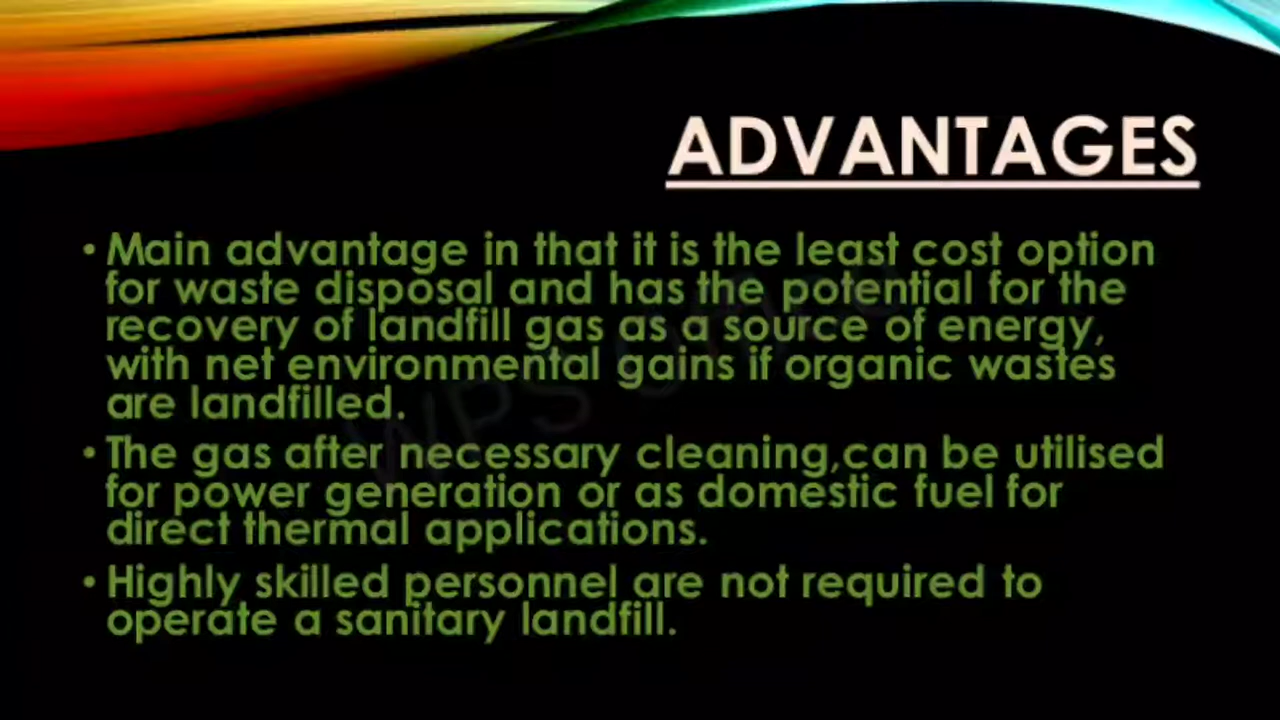 ADVANTAGES
• Main advantage in that it is the least cost option
for waste disposal and has the potential for the
recovery of landfill gas as a source of energy,
with net environmental gains if organic wastes
are landfilled.
• The gas after necessary cleaning,can be utilised
for power generation or as domestic fuel for
direct thermal applications.
• Highly skilled personnel are not required to
operate a sanitary landfill.
WPS Office